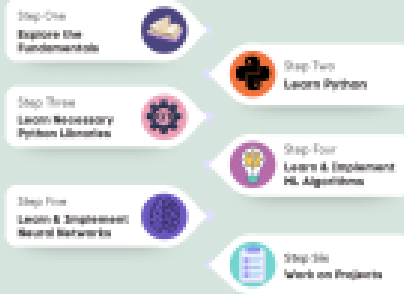 Step One
Explore the
Fundamentals
Step Two
Learn Python
Step Three
Learn Necessary
Python Libraries
Step Four
Learn & Implement
ML Algorithms
Step Five
Learn & Implement
Neural Networks
Step Six
Work on Projects